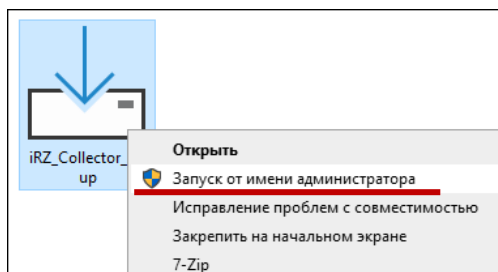 iRZ_Collector_
up
Открыть
Запуск от имени администратора
Исправление проблем с совместимостью
Закрепить на начальном экране
7-Zip